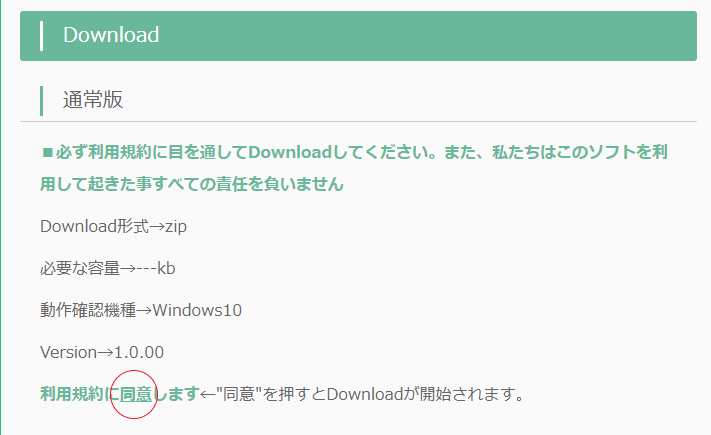 Download
通常版
■必ず利用規約に目を通してDownloadしてください。また、私たちはこのソフトを利
用して起きた事すべての責任を負いません
Download形式→zip
必要な容量→---kb
動作確認機種→Windows10
Version→1.0.00
利用規約に同意します←"同意"を押すとDownloadが開始されます。